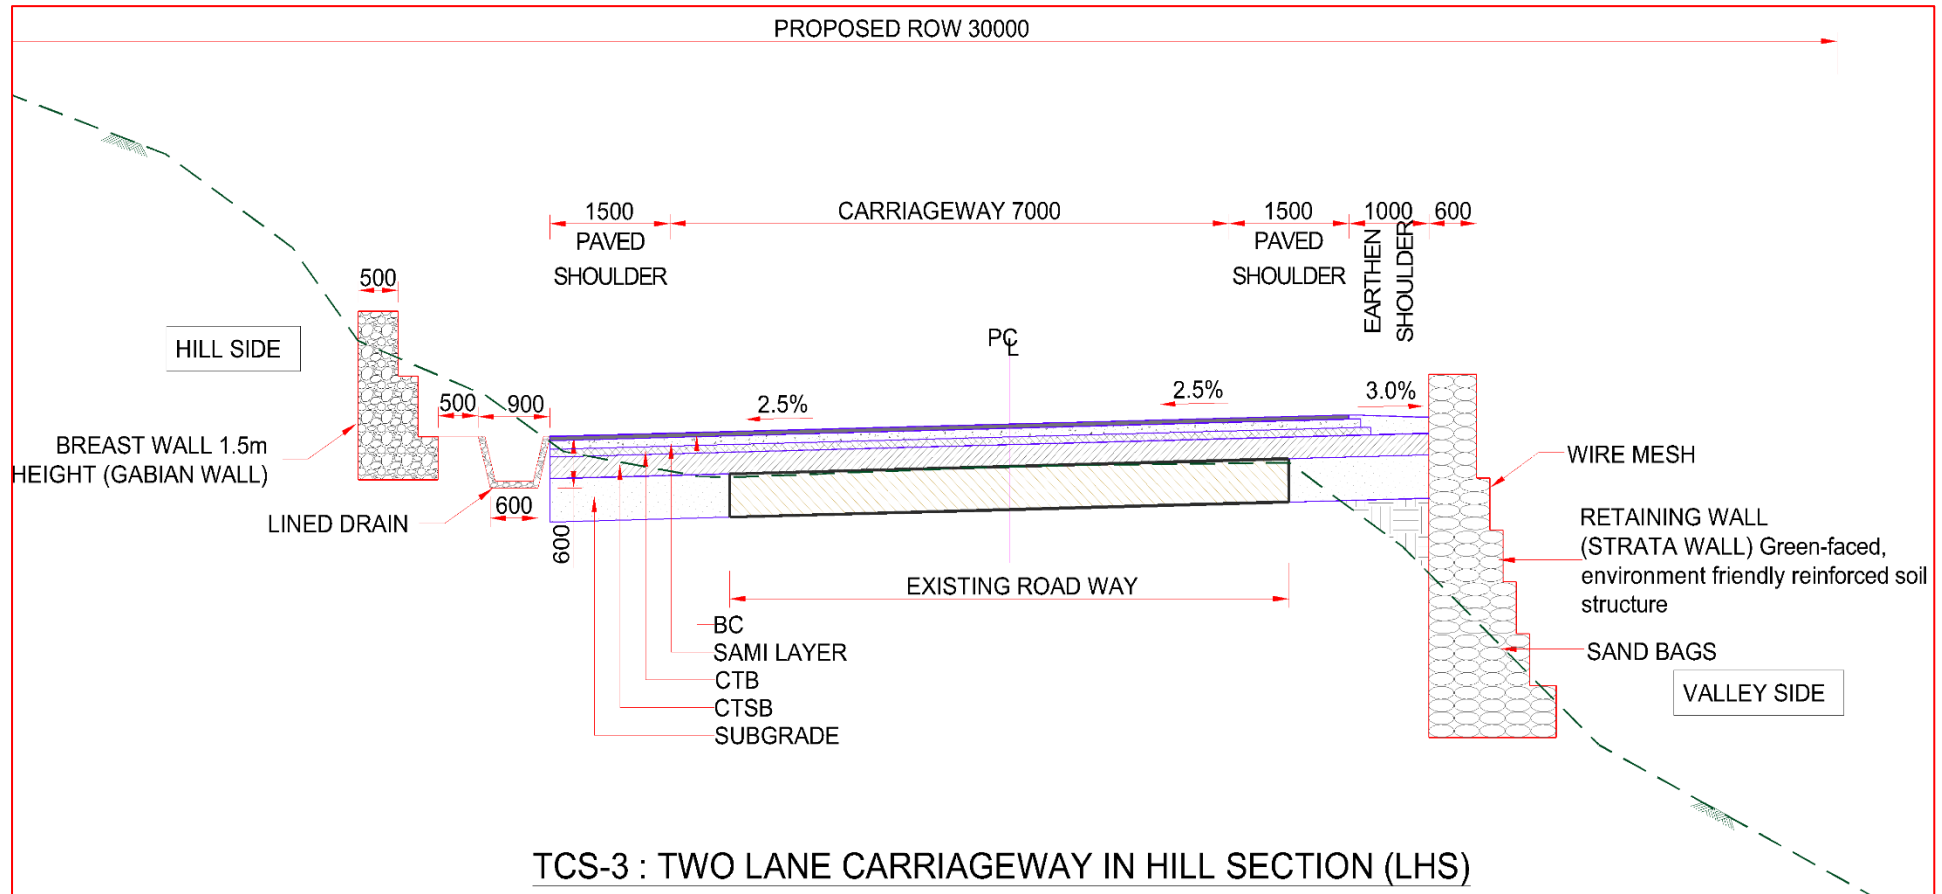 PROPOSED ROW 30000
1500
CARRIAGEWAY 7000
1500
1000
600
PAVED
SHOULDER
PAVED
SHOULDER
EARTHEN
SHOULDER
500
HILL SIDE
PCL
500
900
2.5%
2.5%
3.0%
BREAST WALL 1.5m
HEIGHT (GABIAN WALL)
WIRE MESH
LINED DRAIN
600
600
RETAINING WALL
(STRATA WALL) Green-faced,
environment friendly reinforced soil
structure
EXISTING ROAD WAY
BC
SAMI LAYER
CTB
CTSB
SUBGRADE
SAND BAGS
VALLEY SIDE
TCS-3 : TWO LANE CARRIAGEWAY IN HILL SECTION (LHS)